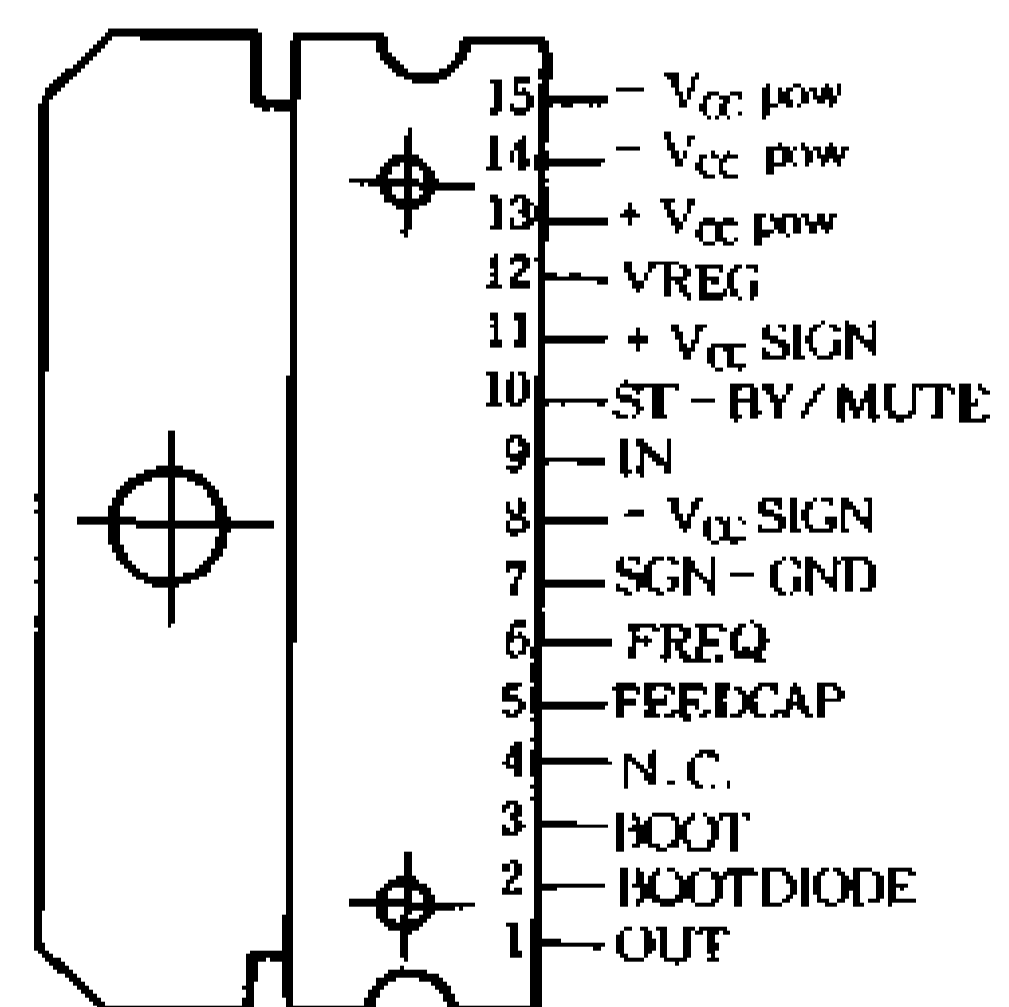 15 - VCC pow
14 - VCC pow
13 + VCC pow
12 VREG
11 + VCC SIGN
10 ST - BY / MUTE
9 IN
8 - VCC SIGN
7 SGN - GND
6 FREQ
5 FEEDCAP
4 N.C.
3 BOOT
2 BOOTDIODE
1 OUT